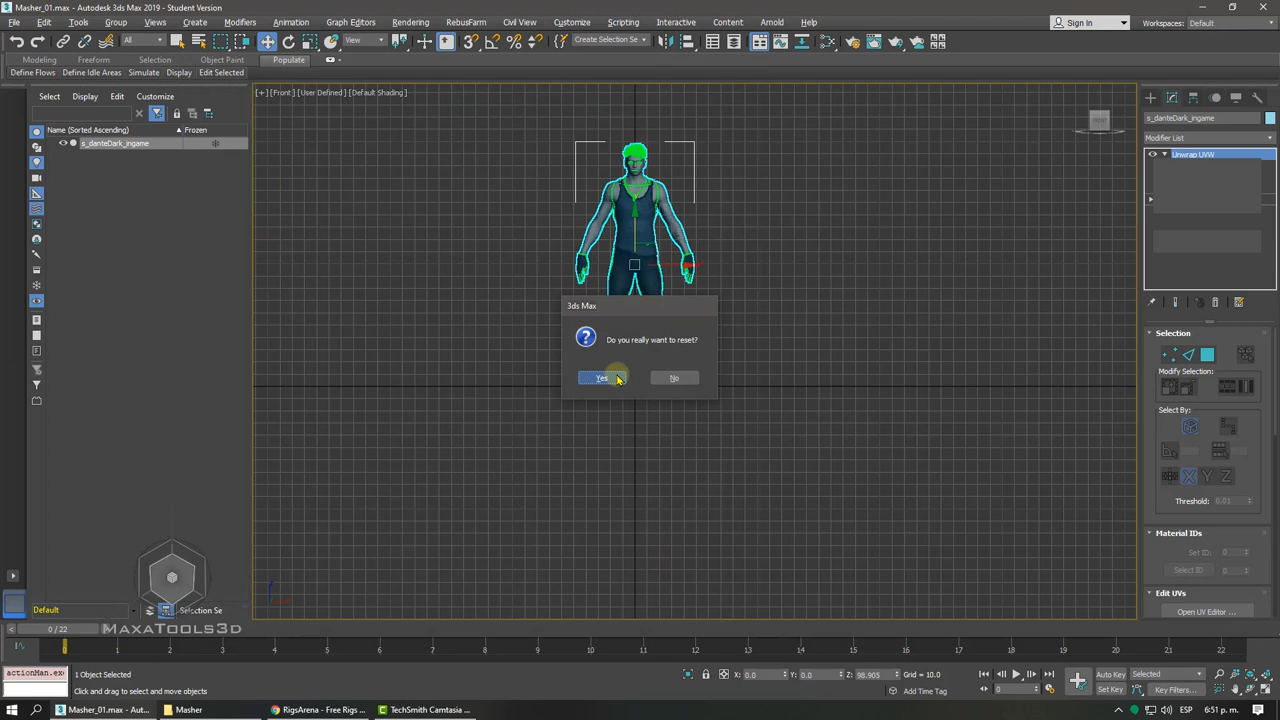 Masher_01.max - Autodesk 3ds Max 2019 - Student Version
File Edit Tools Group Views Create Modifiers Animation Graph Editors Rendering RebusFarm Civil View Customize Scripting Interactive Content Arnold Help
Sign In
Workspaces: Default
All
View
Create Selection Se
Modeling Freeform Selection Object Paint Populate
Define Flows Define Idle Areas Simulate Display Edit Selected
Select Display Edit Customize
Name (Sorted Ascending) Frozen
s_danteDark_ingame
[+] [Front] [User Defined] [Default Shading]
FRONT
s_danteDark_ingame
Modifier List
Unwrap UVW
3ds Max
Do you really want to reset?
Yes No
Selection
Modify Selection:
Select By:
X Y Z
Threshold: 0.01
Material IDs
Set ID: 0
Select ID 0
Edit UVs
Open UV Editor ...
Default
Selection Se
0 / 22
MAXATOOLS3D
0 1 2 3 4 5 6 7 8 9 10 11 12 13 14 15 16 17 18 19 20 21 22
actionMan.exe
1 Object Selected
Click and drag to select and move objects
X: 0.0 Y: 0.0 Z: 98.905 Grid = 10.0
Add Time Tag
0
Auto Key Selected
Set Key Key Filters...
Masher_01.max - Aut...
Masher
RigsArena - Free Rigs ...
TechSmith Camtasia ...
ESP 6:51 p. m.